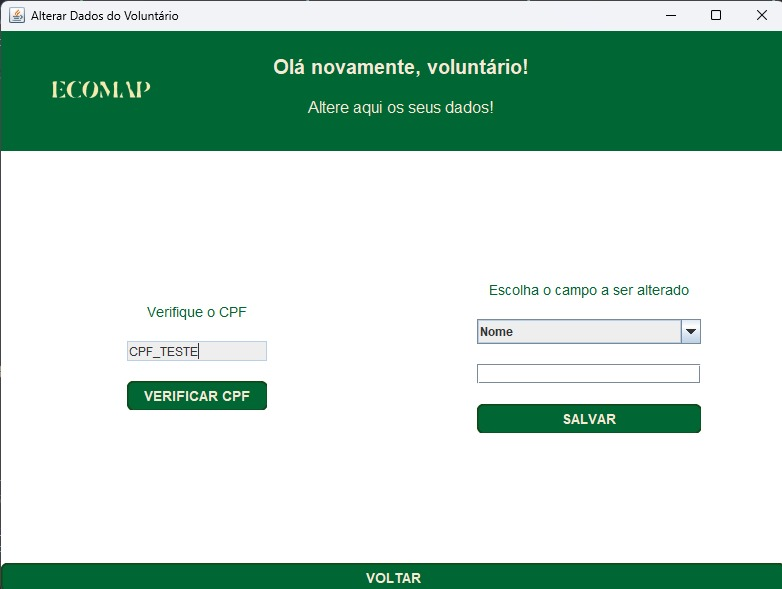 Alterar Dados do Voluntário
ECOMAP
Olá novamente, voluntário!
Altere aqui os seus dados!
Verifique o CPF
CPF_TESTE
VERIFICAR CPF
Escolha o campo a ser alterado
Nome
SALVAR
VOLTAR